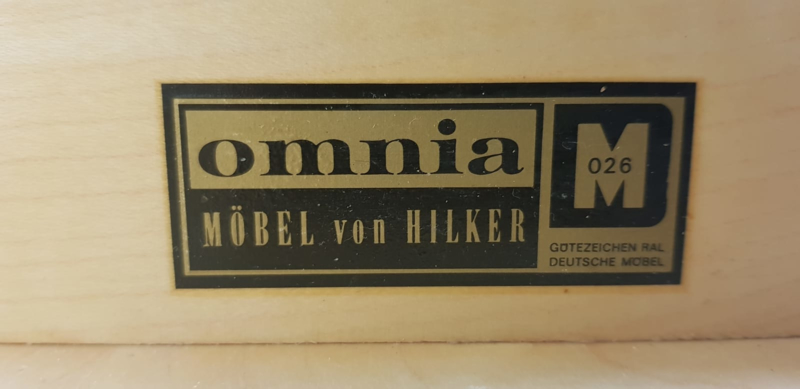 omnia
MÖBEL von HILKER
M
026
GÜTEZEICHEN RAL
DEUTSCHE MÖBEL